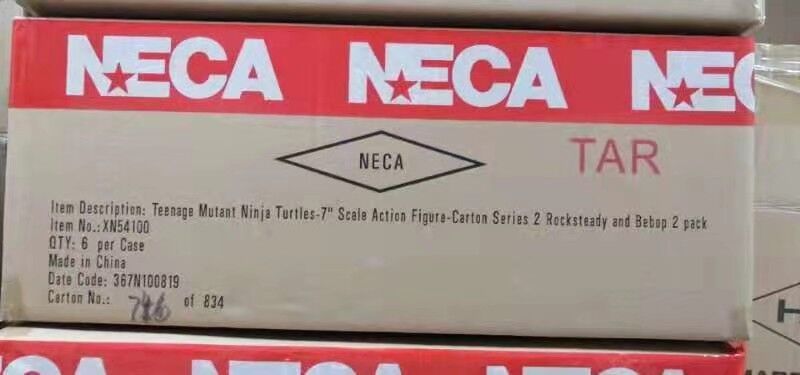 NECA NECA NEC
NECA
TAR
Item Description: Teenage Mutant Ninja Turtles-7" Scale Action Figure-Carton Series 2 Rocksteady and Bebop 2 pack
Item No.:XN54100
QTY: 6 per Case
Made in China
Date Code: 367N100819
Carton No.: of 834